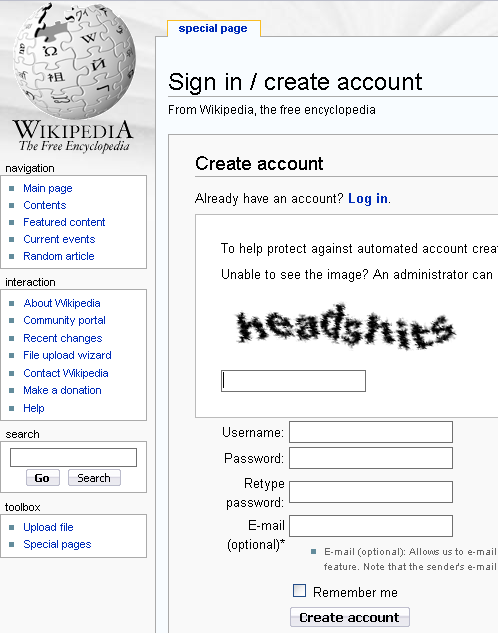 WIKIPEDIA
The Free Encyclopedia
navigation
Main page
Contents
Featured content
Current events
Random article
interaction
About Wikipedia
Community portal
Recent changes
File upload wizard
Contact Wikipedia
Make a donation
Help
search
Go Search
toolbox
Upload file
Special pages
special page
Sign in / create account
From Wikipedia, the free encyclopedia
Create account
Already have an account? Log in.
To help protect against automated account crea
Unable to see the image? An administrator can
headshits
Username:
Password:
Retype
password:
E-mail
(optional)*
E-mail (optional): Allows us to e-mail
feature. Note that the sender's e-mail
Remember me
Create account